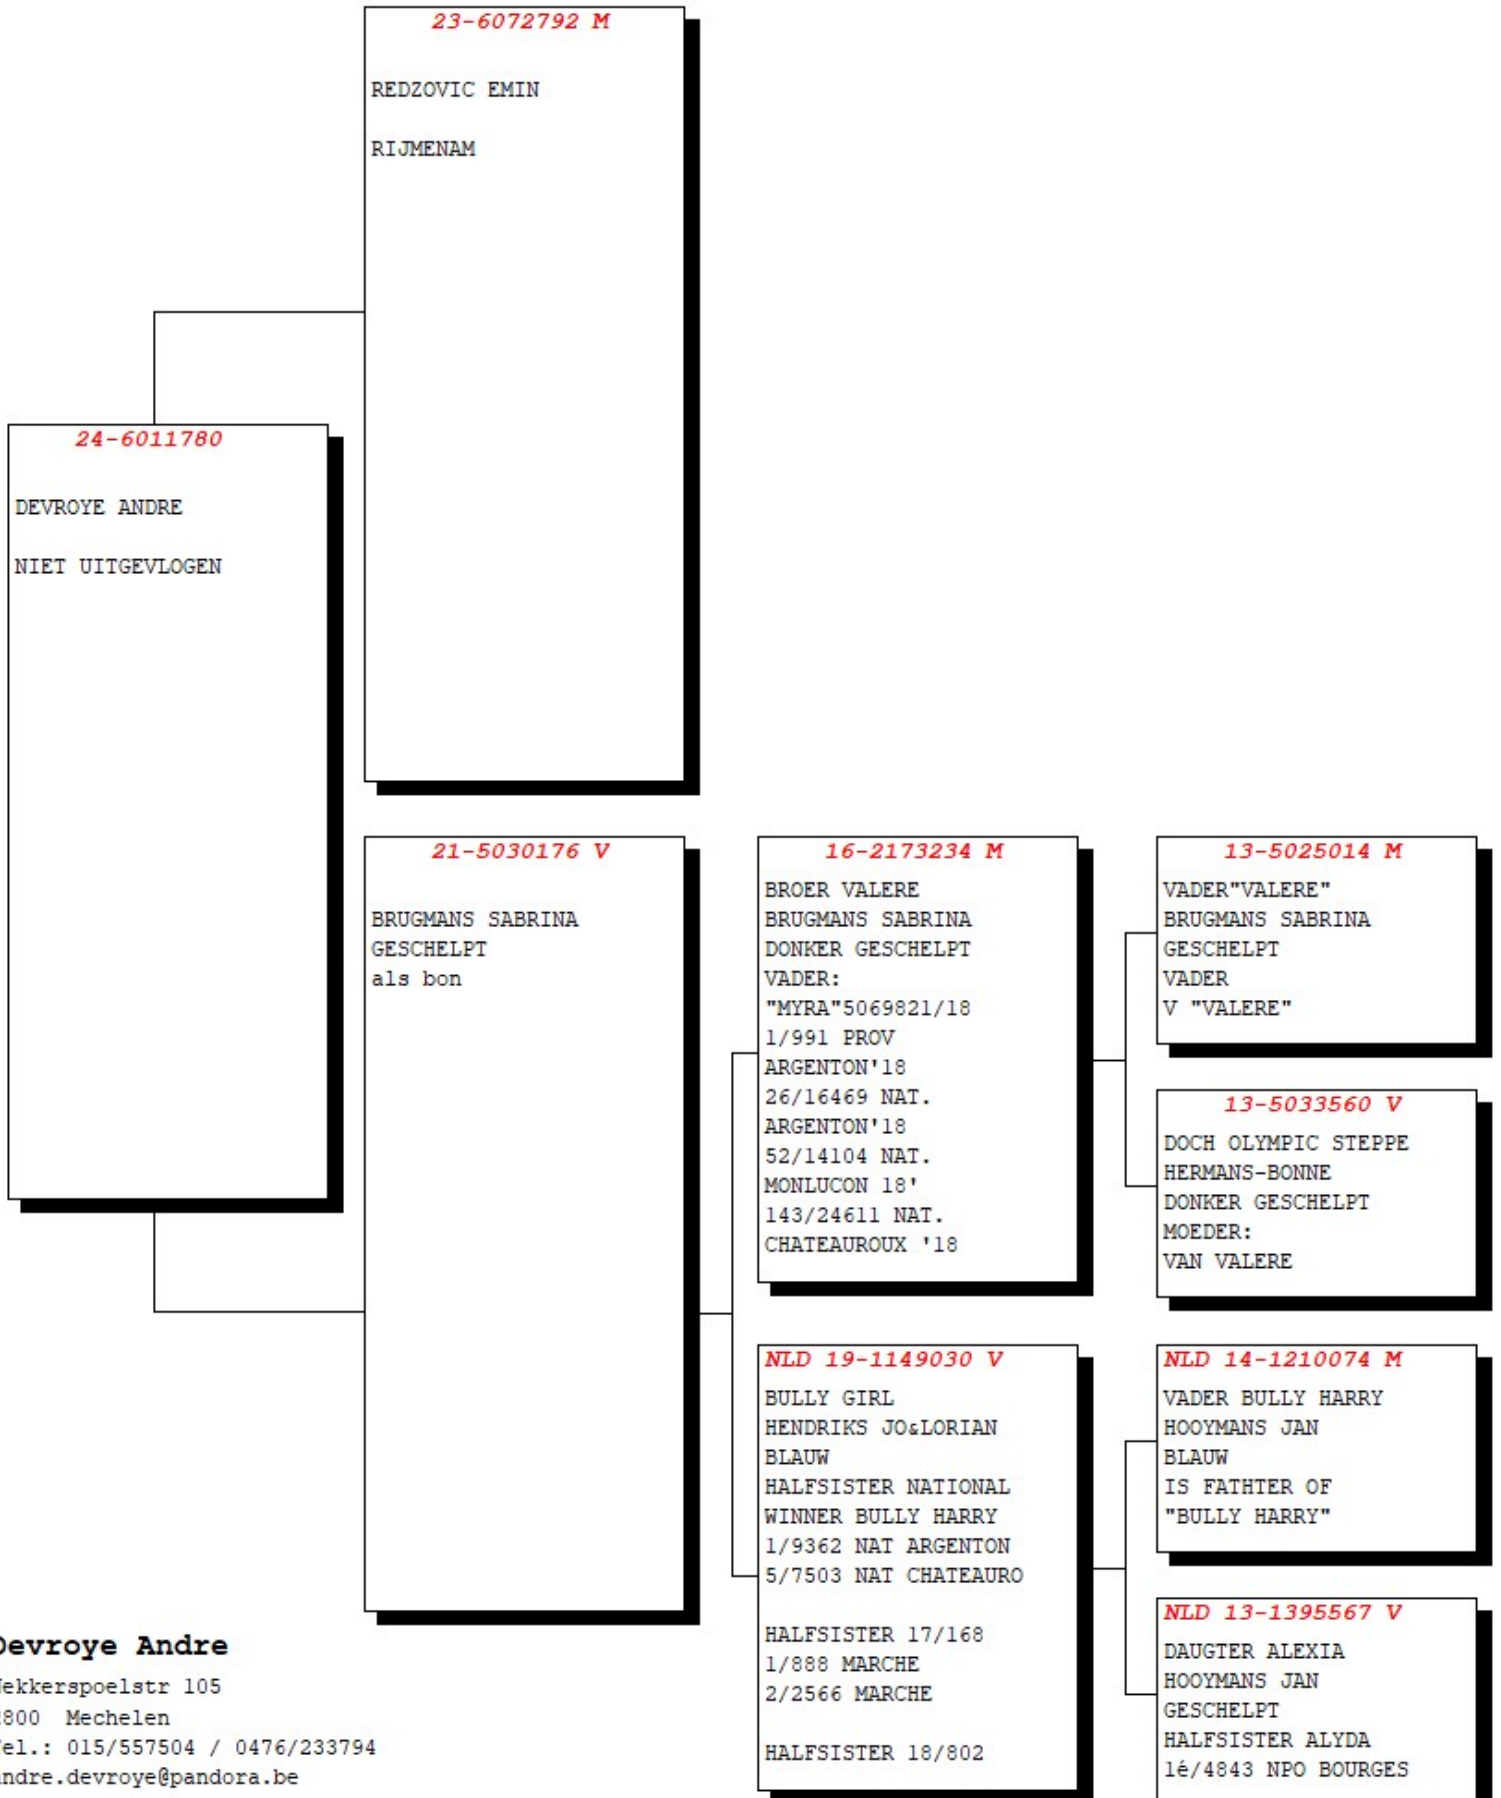 23-6072792 M
REDZOVIC EMIN
RIJMENAM
24-6011780
DEVROYE ANDRE
NIET UITGEVLOGEN
21-5030176 V
BRUGMANS SABRINA
GESCHELPT
als bon
16-2173234 M
BROER VALERE
BRUGMANS SABRINA
DONKER GESCHELPT
VADER:
"MYRA"5069821/18
1/991 PROV
ARGENTON'18
26/16469 NAT.
ARGENTON'18
52/14104 NAT.
MONLUCON 18'
143/24611 NAT.
CHATEAUROUX '18
13-5025014 M
VADER"VALERE"
BRUGMANS SABRINA
GESCHELPT
VADER
V "VALERE"
13-5033560 V
DOCH OLYMPIC STEPPE
HERMANS-BONNE
DONKER GESCHELPT
MOEDER:
VAN VALERE
NLD 19-1149030 V
BULLY GIRL
HENDRIKS JO&LORIAN
BLAUW
HALFSISTER NATIONAL
WINNER BULLY HARRY
1/9362 NAT ARGENTON
5/7503 NAT CHATEAURO
HALFSISTER 17/168
1/888 MARCHE
2/2566 MARCHE
HALFSISTER 18/802
NLD 14-1210074 M
VADER BULLY HARRY
HOOYMANS JAN
BLAUW
IS FATHTER OF
"BULLY HARRY"
NLD 13-1395567 V
DAUGTER ALEXIA
HOOYMANS JAN
GESCHELPT
HALFSISTER ALYDA
1é/4843 NPO BOURGES
Devroye Andre
Nekkerspoelstr 105
2800 Mechelen
Tel.: 015/557504 / 0476/233794
andre.devroye@pandora.be